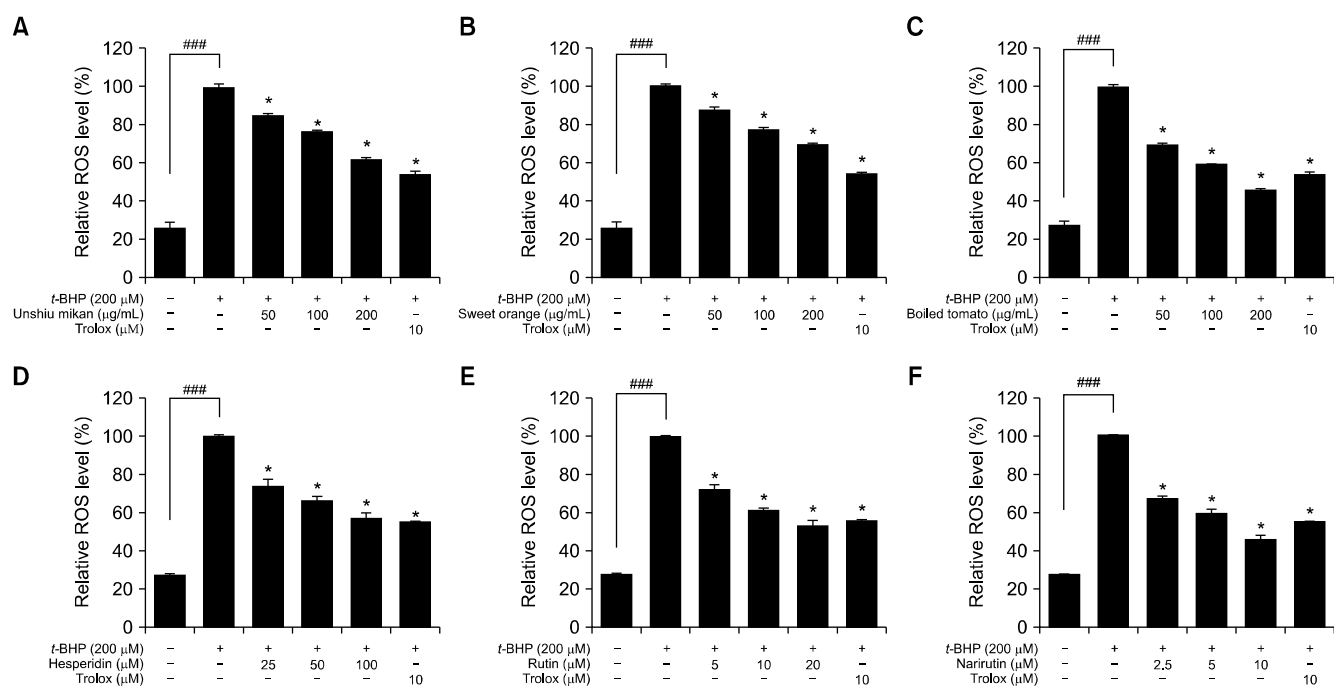 A
###
Relative ROS level (%)
120
100
80
60
40
20
0
* * * *
t-BHP (200 μM) – + + + + +
Unshiu mikan (μg/mL) – – 50 100 200 –
Trolox (μM) – – – – – 10
B
###
Relative ROS level (%)
120
100
80
60
40
20
0
* * * *
t-BHP (200 μM) – + + + + +
Sweet orange (μg/mL) – – 50 100 200 –
Trolox (μM) – – – – – 10
C
###
Relative ROS level (%)
120
100
80
60
40
20
0
* * * *
t-BHP (200 μM) – + + + + +
Boiled tomato (μg/mL) – – 50 100 200 –
Trolox (μM) – – – – – 10
D
###
Relative ROS level (%)
120
100
80
60
40
20
0
* * * *
t-BHP (200 μM) – + + + + +
Hesperidin (μM) – – 25 50 100 –
Trolox (μM) – – – – – 10
E
###
Relative ROS level (%)
120
100
80
60
40
20
0
* * * *
t-BHP (200 μM) – + + + + +
Rutin (μM) – – 5 10 20 –
Trolox (μM) – – – – – 10
F
###
Relative ROS level (%)
120
100
80
60
40
20
0
* * * *
t-BHP (200 μM) – + + + + +
Narirutin (μM) – – 2.5 5 10 –
Trolox (μM) – – – – – 10